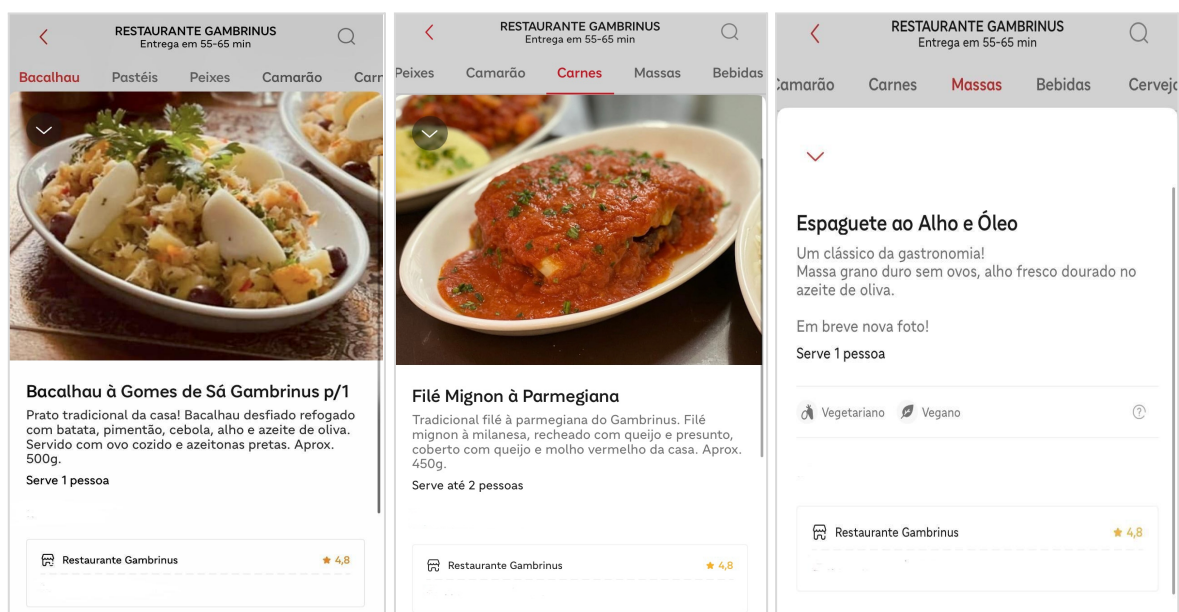 RESTAURANTE GAMBRINUS
Entrega em 55-65 min
Bacalhau Pastéis Peixes Camarão Carn
Bacalhau à Gomes de Sá Gambrinus p/1
Prato tradicional da casa! Bacalhau desfiado refogado
com batata, pimentão, cebola, alho e azeite de oliva.
Servido com ovo cozido e azeitonas pretas. Aprox.
500g.
Serve 1 pessoa
Restaurante Gambrinus 4,8
RESTAURANTE GAMBRINUS
Entrega em 55-65 min
Peixes Camarão Carnes Massas Bebidas
Filé Mignon à Parmegiana
Tradicional filé à parmegiana do Gambrinus. Filé
mignon à milanesa, recheado com queijo e presunto,
coberto com queijo e molho vermelho da casa. Aprox.
450g.
Serve até 2 pessoas
Restaurante Gambrinus 4,8
RESTAURANTE GAMBRINUS
Entrega em 55-65 min
Camarão Carnes Massas Bebidas Cervejo
Espaguete ao Alho e Óleo
Um clássico da gastronomia!
Massa grano duro sem ovos, alho fresco dourado no
azeite de oliva.
Em breve nova foto!
Serve 1 pessoa
Vegetariano Vegano
Restaurante Gambrinus 4,8